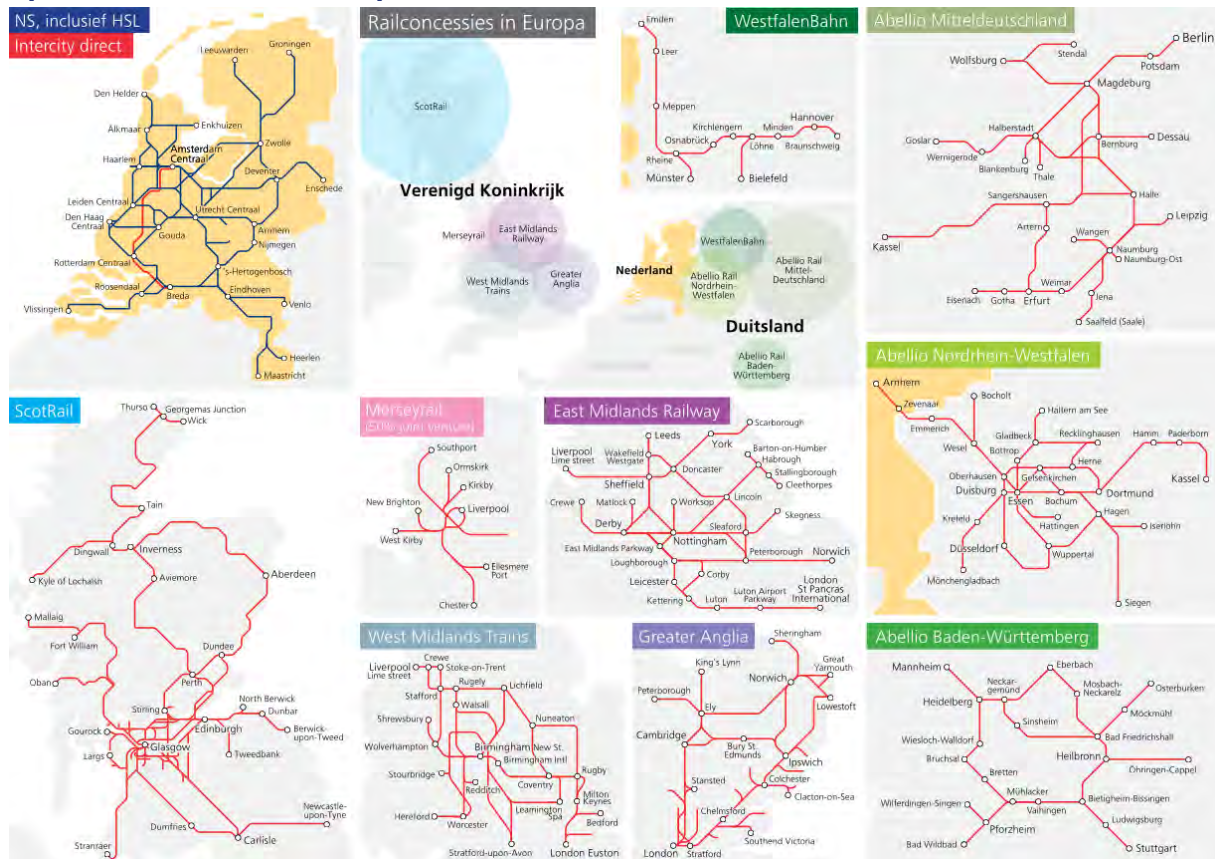 NS, inclusief HSL
Intercity direct
Groningen
Leeuwarden
Den Helder
Alkmaar
Enkhuizen
Amsterdam
Centraal
Zwolle
Haarlem
Deventer
Enschede
Leiden Centraal
Utrecht Centraal
Den Haag
Centraal
Gouda
Arnhem
Nijmegen
Rotterdam Centraal
's-Hertogenbosch
Roosendaal
Breda
Eindhoven
Venlo
Vlissingen
Heerlen
Maastricht
Railconcessies in Europa
ScotRail
Verenigd Koninkrijk
Merseyrail
East Midlands
Railway
West Midlands
Trains
Greater
Anglia
Nederland
WestfalenBahn
Abellio Rail
Nordrhein-
Westfalen
Abellio Rail
Mittel-
Deutschland
Duitsland
Abellio Rail
Baden-
Württemberg
WestfalenBahn
Emden
Leer
Meppen
Rheine
Münster
Osnabrück
Kirchlengern
Löhne
Bielefeld
Minden
Hannover
Braunschweig
Abellio Mitteldeutschland
Berlin
Stendal
Wolfsburg
Potsdam
Magdeburg
Halberstadt
Goslar
Wernigerode
Blankenburg
Thale
Bernburg
Dessau
Sangershausen
Halle
Leipzig
Kassel
Artern
Wangen
Naumburg
Naumburg-Ost
Eisenach
Gotha
Erfurt
Weimar
Jena
Saalfeld (Saale)
ScotRail
Thurso
Georgemas Junction
Wick
Tain
Dingwall
Inverness
Kyle of Lochalsh
Aviemore
Aberdeen
Mallaig
Fort William
Dundee
Oban
Perth
Stirling
North Berwick
Dunbar
Edinburgh
Berwick-
upon-Tweed
Gourock
Glasgow
Largs
Tweedbank
Newcastle-
upon-Tyne
Dumfries
Carlisle
Stranraer
Merseyrail
(50% joint venture)
Southport
Ormskirk
Kirkby
New Brighton
Liverpool
West Kirby
Ellesmere
Port
Chester
East Midlands Railway
Leeds
York
Scarborough
Liverpool
Lime street
Wakefield
Westgate
Doncaster
Barton-on-Humber
Habrough
Stallingborough
Cleethorpes
Sheffield
Crewe
Matlock
Worksop
Lincoln
Skegness
Derby
Nottingham
Sleaford
East Midlands Parkway
Loughborough
Peterborough
Norwich
Leicester
Corby
Kettering
Luton
Luton Airport
Parkway
London
St Pancras
International
Abellio Nordrhein-Westfalen
Arnhem
Zevenaar
Emmerich
Bocholt
Wesel
Haltern am See
Gladbeck
Bottrop
Recklinghausen
Hamm
Paderborn
Oberhausen
Gelsenkirchen
Herne
Kassel
Duisburg
Essen
Bochum
Dortmund
Krefeld
Hattingen
Hagen
Iserlohn
Düsseldorf
Wuppertal
Mönchengladbach
Siegen
West Midlands Trains
Crewe
Liverpool
Lime street
Stoke-on-Trent
Stafford
Rugely
Lichfield
Walsall
Shrewsbury
Nuneaton
Wolverhampton
Birmingham New St.
Birmingham Intl
Stourbridge
Redditch
Coventry
Rugby
Milton
Keynes
Leamington
Spa
Bedford
Hereford
Worcester
Stratford-upon-Avon
London Euston
Greater Anglia
Sheringham
King's Lynn
Norwich
Great
Yarmouth
Peterborough
Ely
Lowestoft
Cambridge
Bury St.
Edmunds
Ipswich
Stansted
Colchester
Clacton-on-Sea
Chelmsford
Southend Victoria
London
Stratford
Abellio Baden-Württemberg
Mannheim
Eberbach
Neckar-
gemünd
Mosbach-
Neckarelz
Osterburken
Heidelberg
Möckmühl
Sinsheim
Bad Friedrichshall
Wiesloch-Walldorf
Heilbronn
Bruchsal
Öhringen-Cappel
Bretten
Mühlacker
Wilferdingen-Singen
Vaihingen
Bietigheim-Bissingen
Pforzheim
Ludwigsburg
Bad Wildbad
Stuttgart